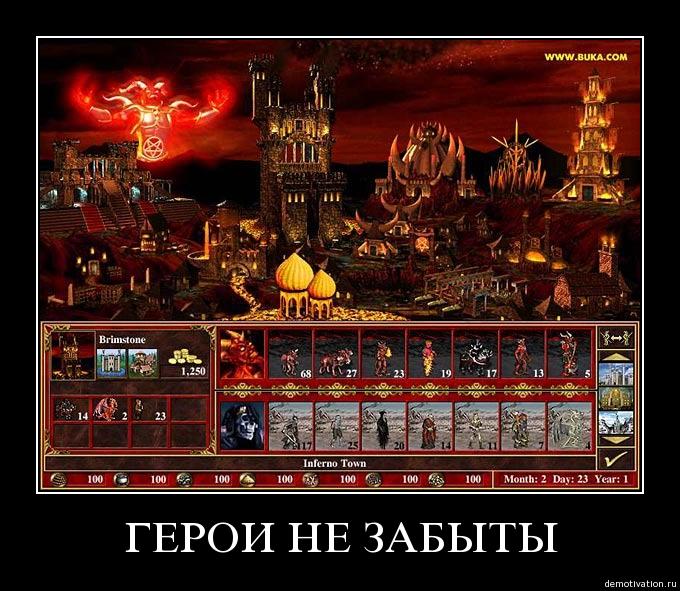 WWW.BUKA.COM
Brimstone
1,250
68 27 23 19 17 13 5
14 2 23
117 25 20 14 11 7 4
Inferno Town
100 100 100 100 100 100 100 Month: 2 Day: 23 Year: 1
ГЕРОИ НЕ ЗАБЫТЫ
demotivation.ru